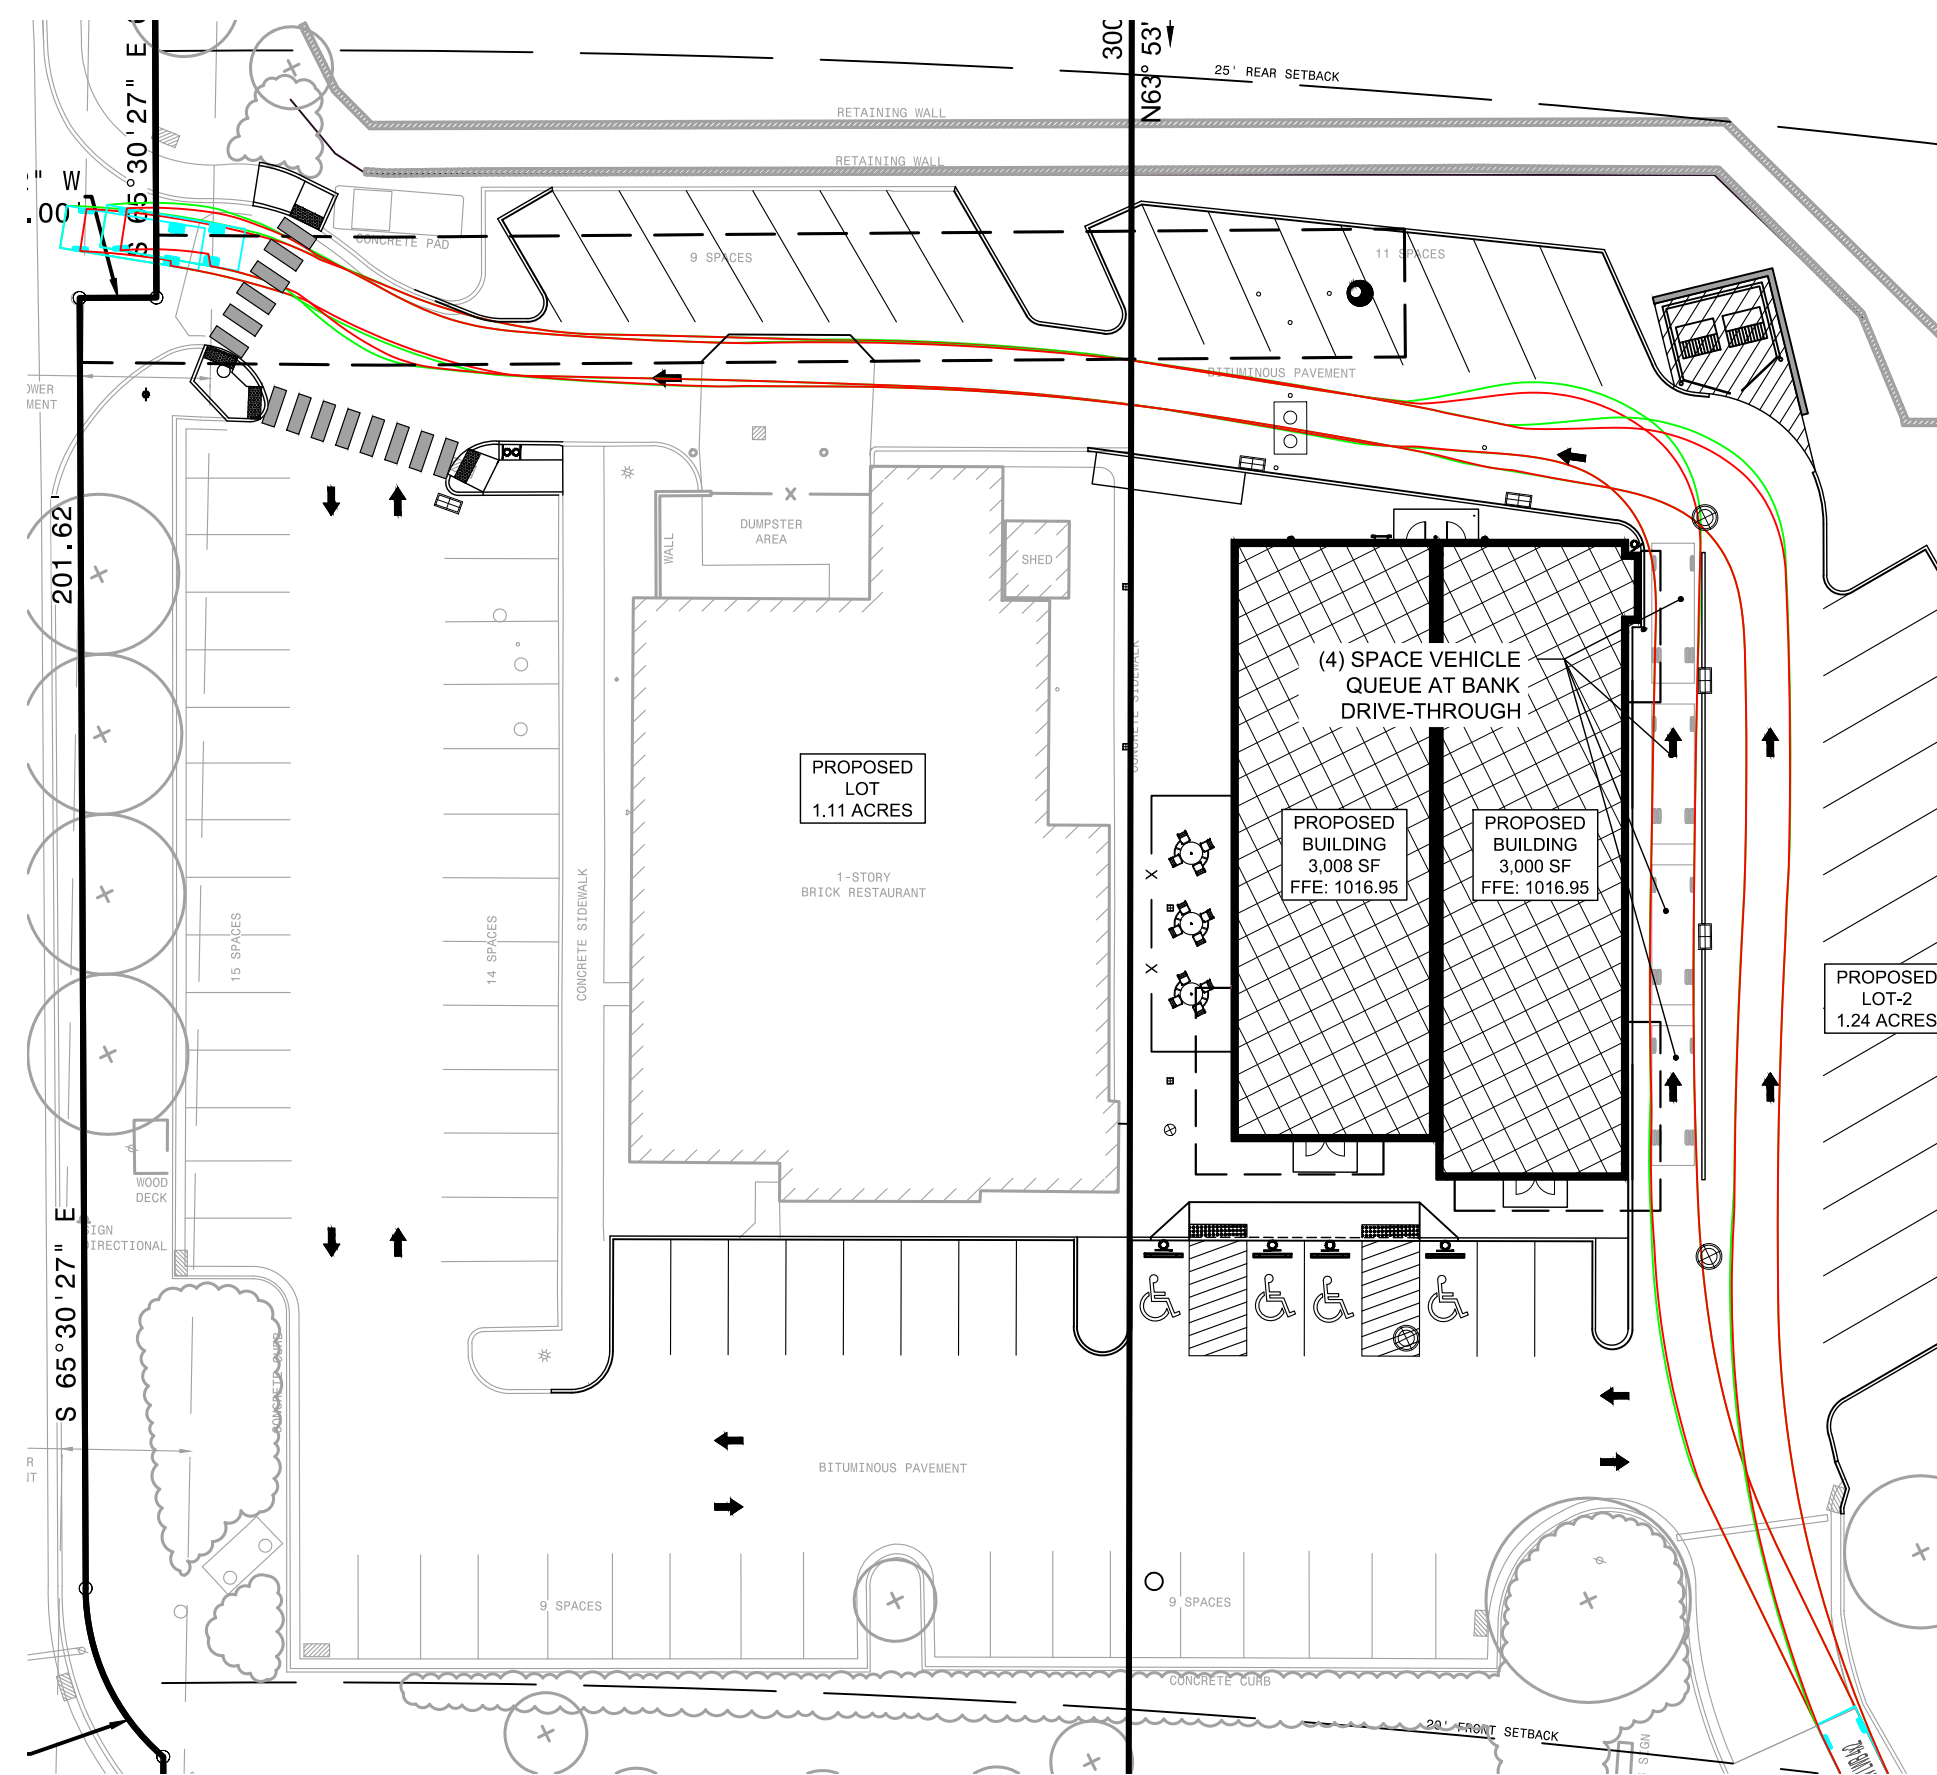 25' REAR SETBACK
RETAINING WALL
RETAINING WALL
S 65°30'27" E
N63° 53'
300
" W
.00'
CONCRETE PAD
9 SPACES
11 SPACES
BITUMINOUS PAVEMENT
201.62'
DUMPSTER
AREA
WALL
SHED
(4) SPACE VEHICLE
QUEUE AT BANK
DRIVE-THROUGH
CONCRETE SIDEWALK
PROPOSED
LOT
1.11 ACRES
1-STORY
BRICK RESTAURANT
PROPOSED
BUILDING
3,008 SF
FFE: 1016.95
PROPOSED
BUILDING
3,000 SF
FFE: 1016.95
X
X
15 SPACES
14 SPACES
CONCRETE SIDEWALK
PROPOSED
LOT-2
1.24 ACRES
WOOD
DECK
SIGN
DIRECTIONAL
S 65°30'27" E
CONCRETE CURB
BITUMINOUS PAVEMENT
9 SPACES
9 SPACES
CONCRETE CURB
20' FRONT SETBACK
SIGN